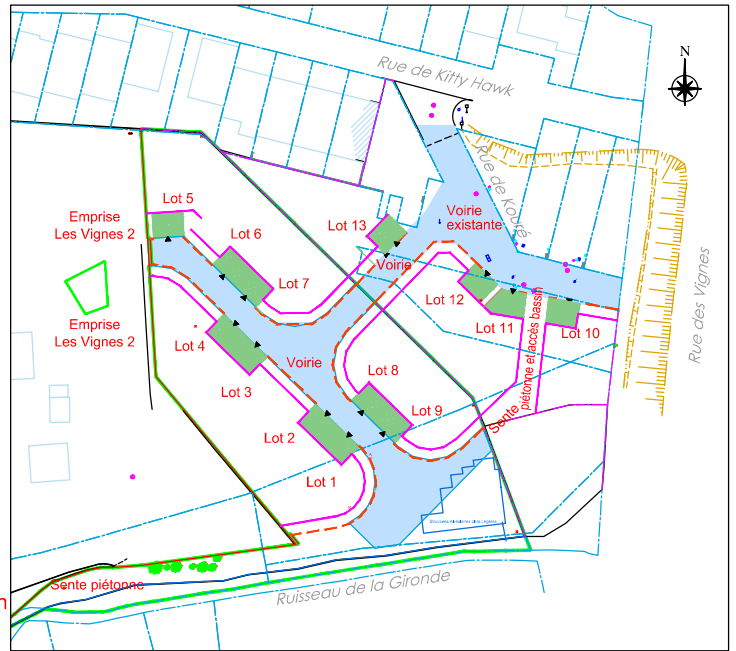 Rue de Kitty Hawk
N
Rue de Kouré
Lot 5
Emprise
Les Vignes 2
Lot 6
Lot 13
Voirie
existante
Voirie
Lot 7
Lot 12
Rue des Vignes
Emprise
Les Vignes 2
Lot 4
Voirie
Lot 11
Lot 10
Lot 3
Lot 8
Sente piétonne et accès bassin
Lot 9
Lot 2
Lot 1
Sente piétonne
Ruisseau de la Gironde
n